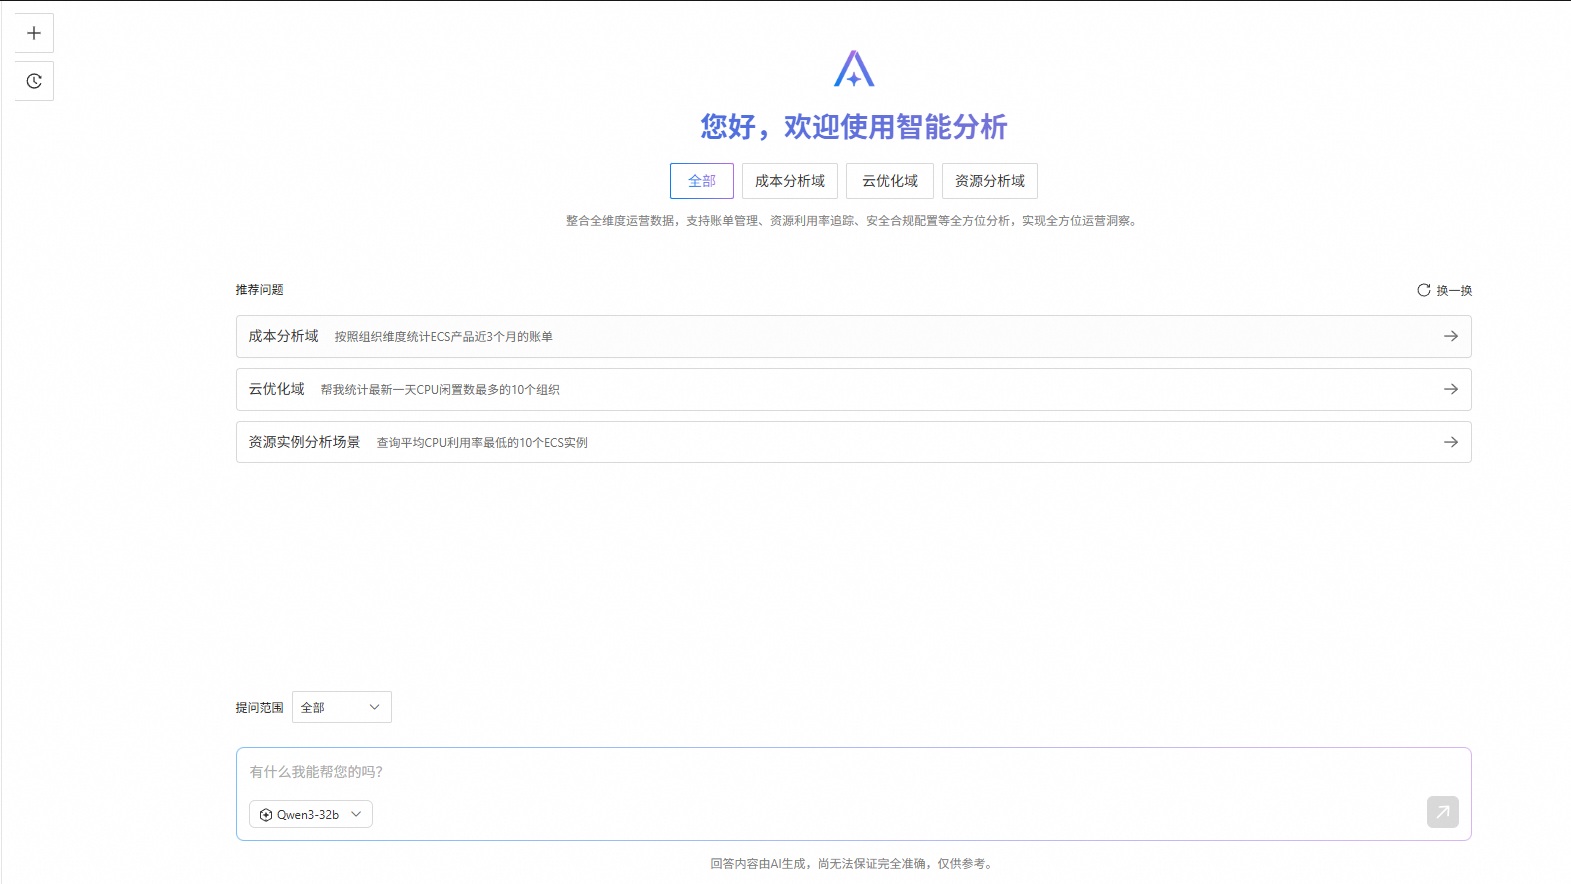 您好，欢迎使用智能分析
全部 成本分析域 云优化域 资源分析域
整合全维度运营数据，支持账单管理、资源利用率追踪、安全合规配置等全方位分析，实现全方位运营洞察。
推荐问题 换一换
成本分析域 按照组织维度统计ECS产品近3个月的账单
云优化域 帮我统计最新一天CPU闲置数最多的10个组织
资源实例分析场景 查询平均CPU利用率最低的10个ECS实例
提问范围 全部
有什么我能帮您的吗?
Qwen3-32b
回答内容由AI生成，尚无法保证完全准确，仅供参考。